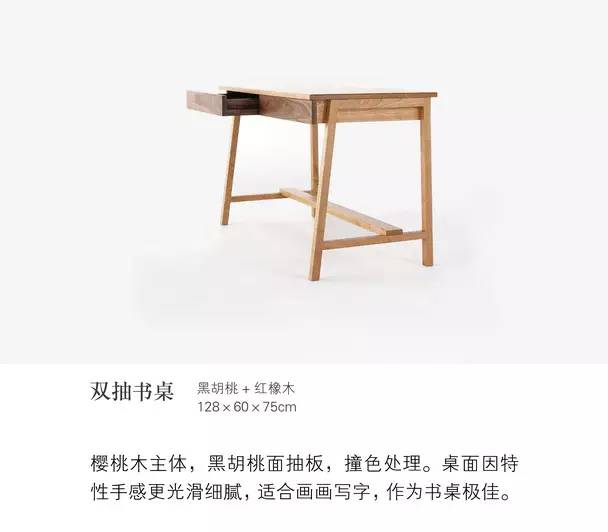 双抽书桌
黑胡桃 + 红橡木
128×60×75cm
樱桃木主体，黑胡桃面抽板，撞色处理。桌面因特
性手感更光滑细腻，适合画画写字，作为书桌极佳。